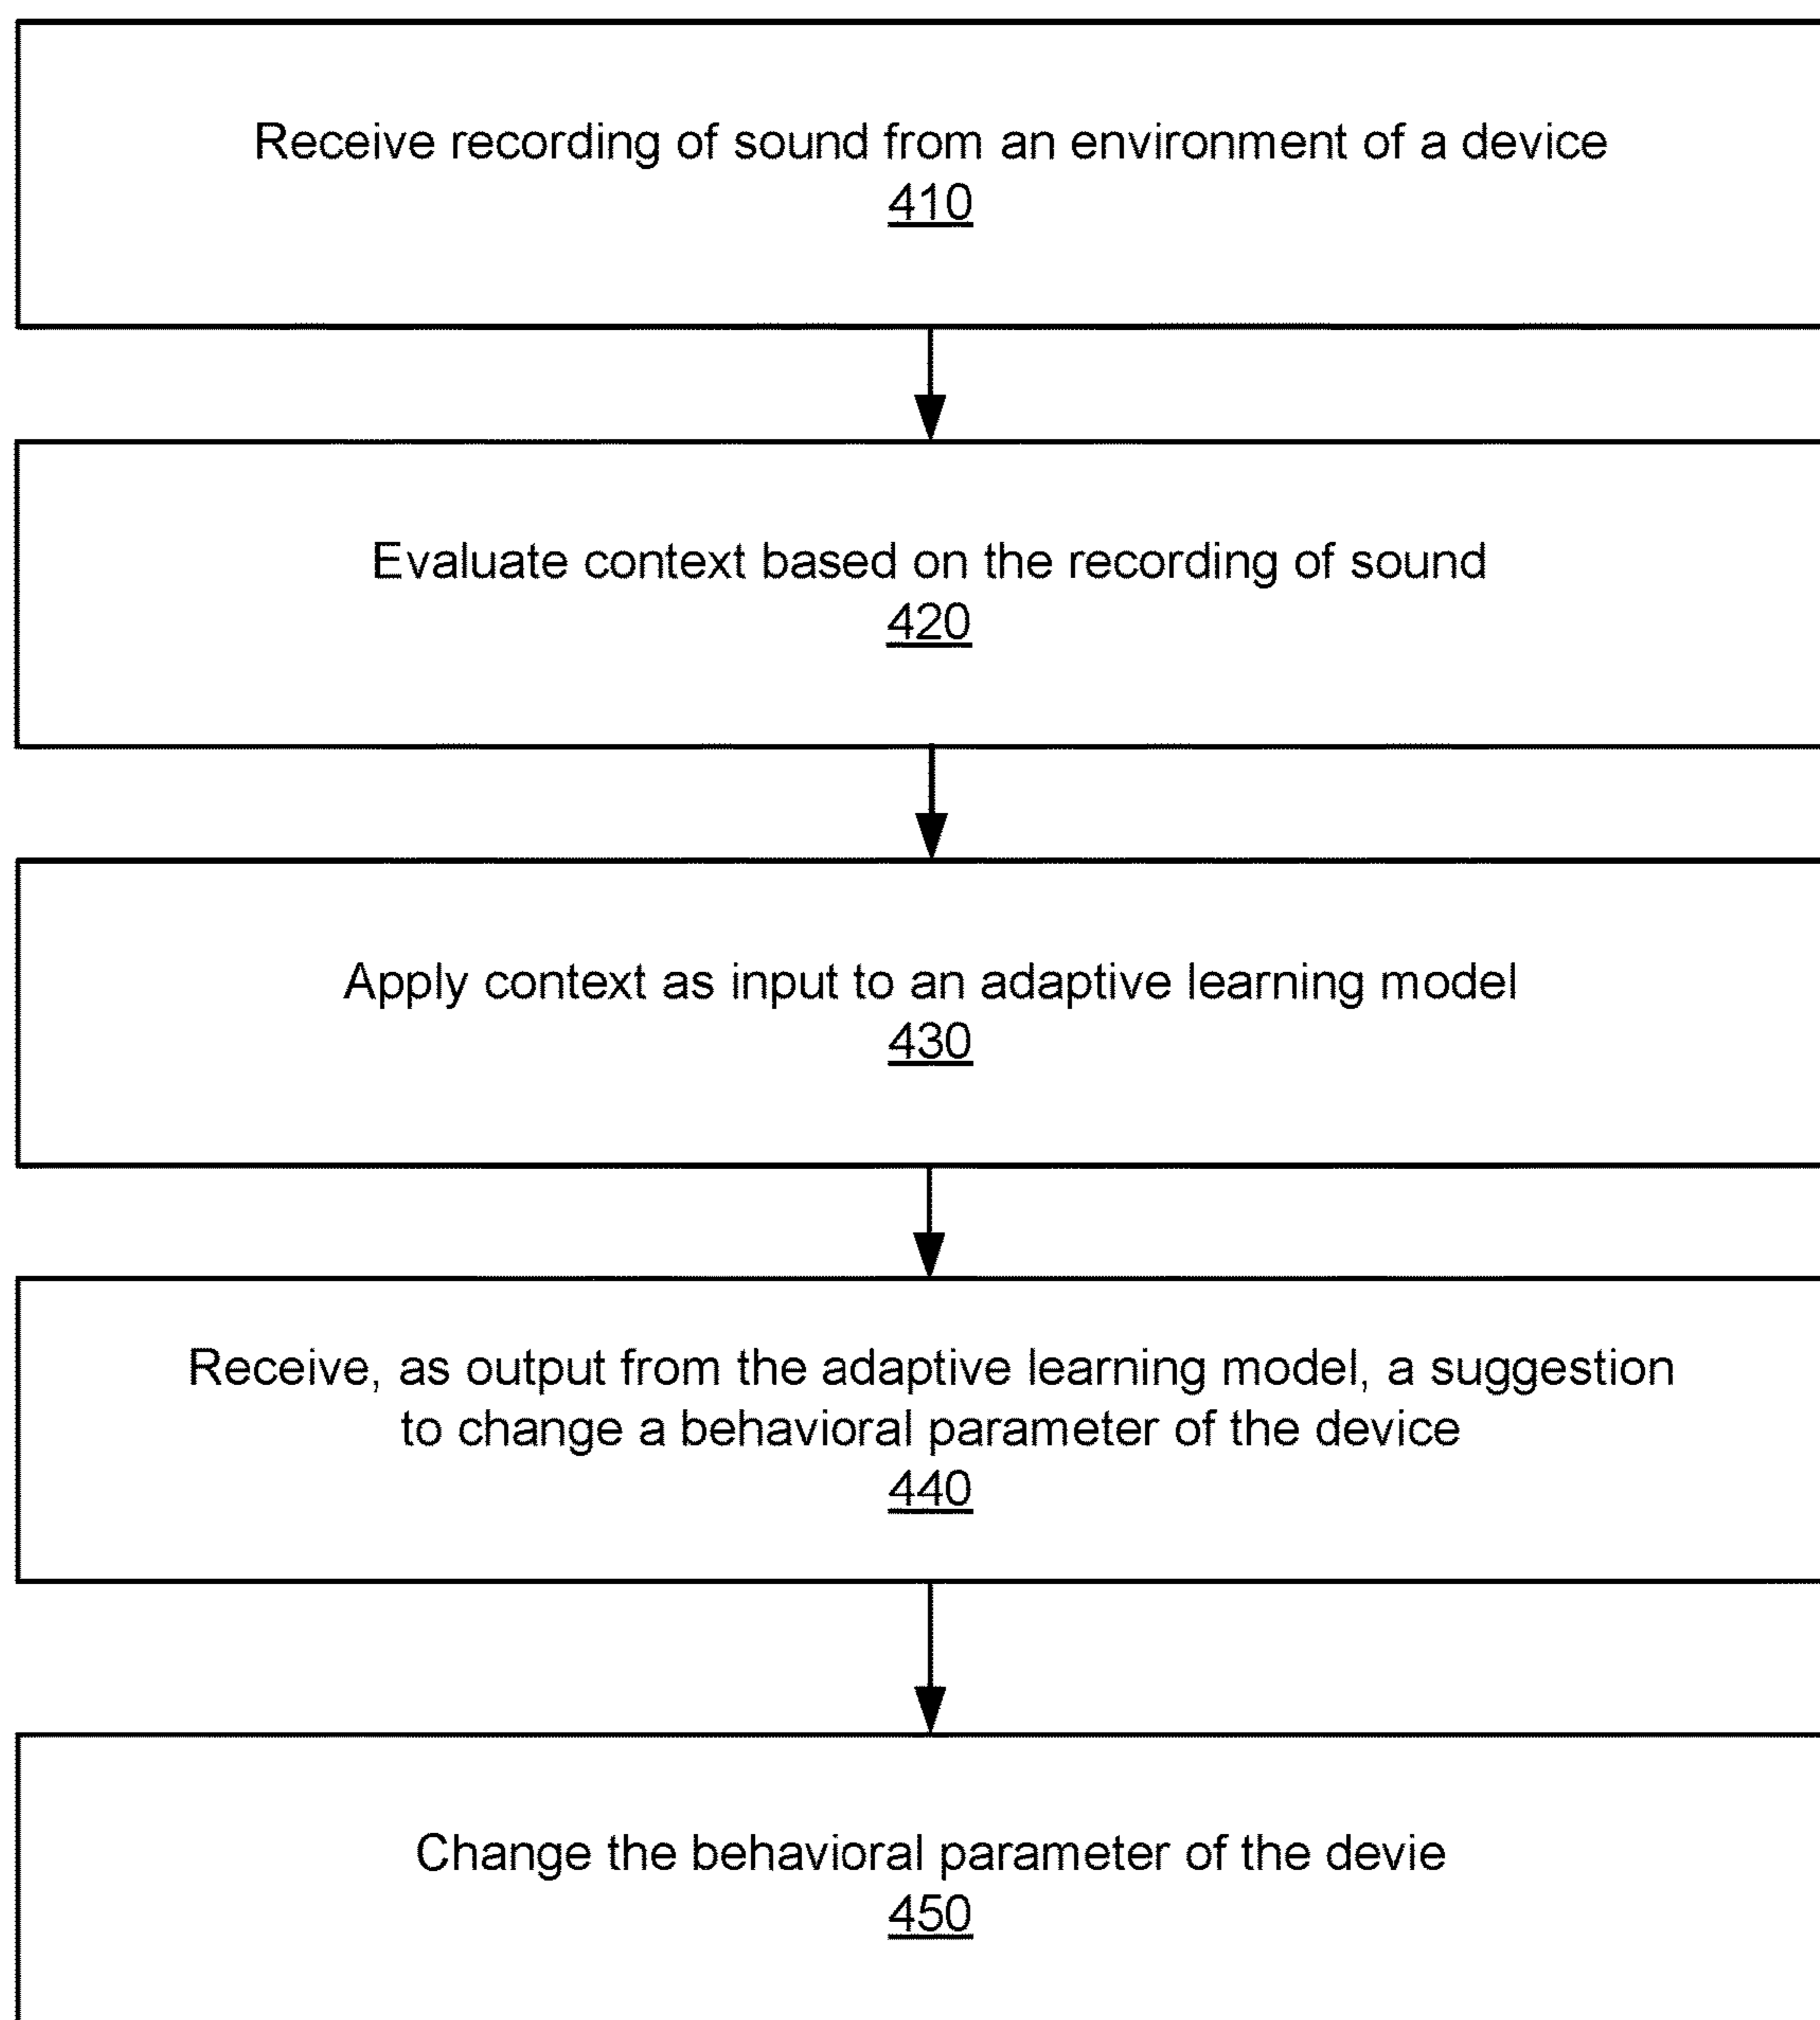 Receive recording of sound from an environment of a device
410
Evaluate context based on the recording of sound
420
Apply context as input to an adaptive learning model
430
Receive, as output from the adaptive learning model, a suggestion
to change a behavioral parameter of the device
440
Change the behavioral parameter of the devie
450